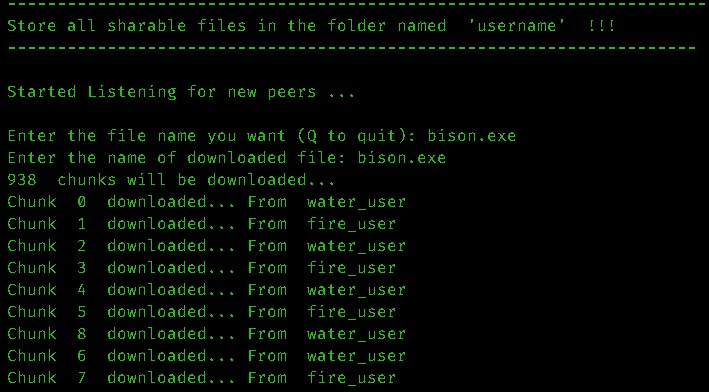 ----------------------------------------------------------------------
Store all sharable files in the folder named  'username'  !!!
---------------------------------------------------------------------
Started Listening for new peers ...
Enter the file name you want (Q to quit): bison.exe
Enter the name of downloaded file: bison.exe
938  chunks will be downloaded...
Chunk  0  downloaded... From  water_user
Chunk  1  downloaded... From  fire_user
Chunk  2  downloaded... From  water_user
Chunk  3  downloaded... From  fire_user
Chunk  4  downloaded... From  water_user
Chunk  5  downloaded... From  fire_user
Chunk  8  downloaded... From  water_user
Chunk  6  downloaded... From  water_user
Chunk  7  downloaded... From  fire_user